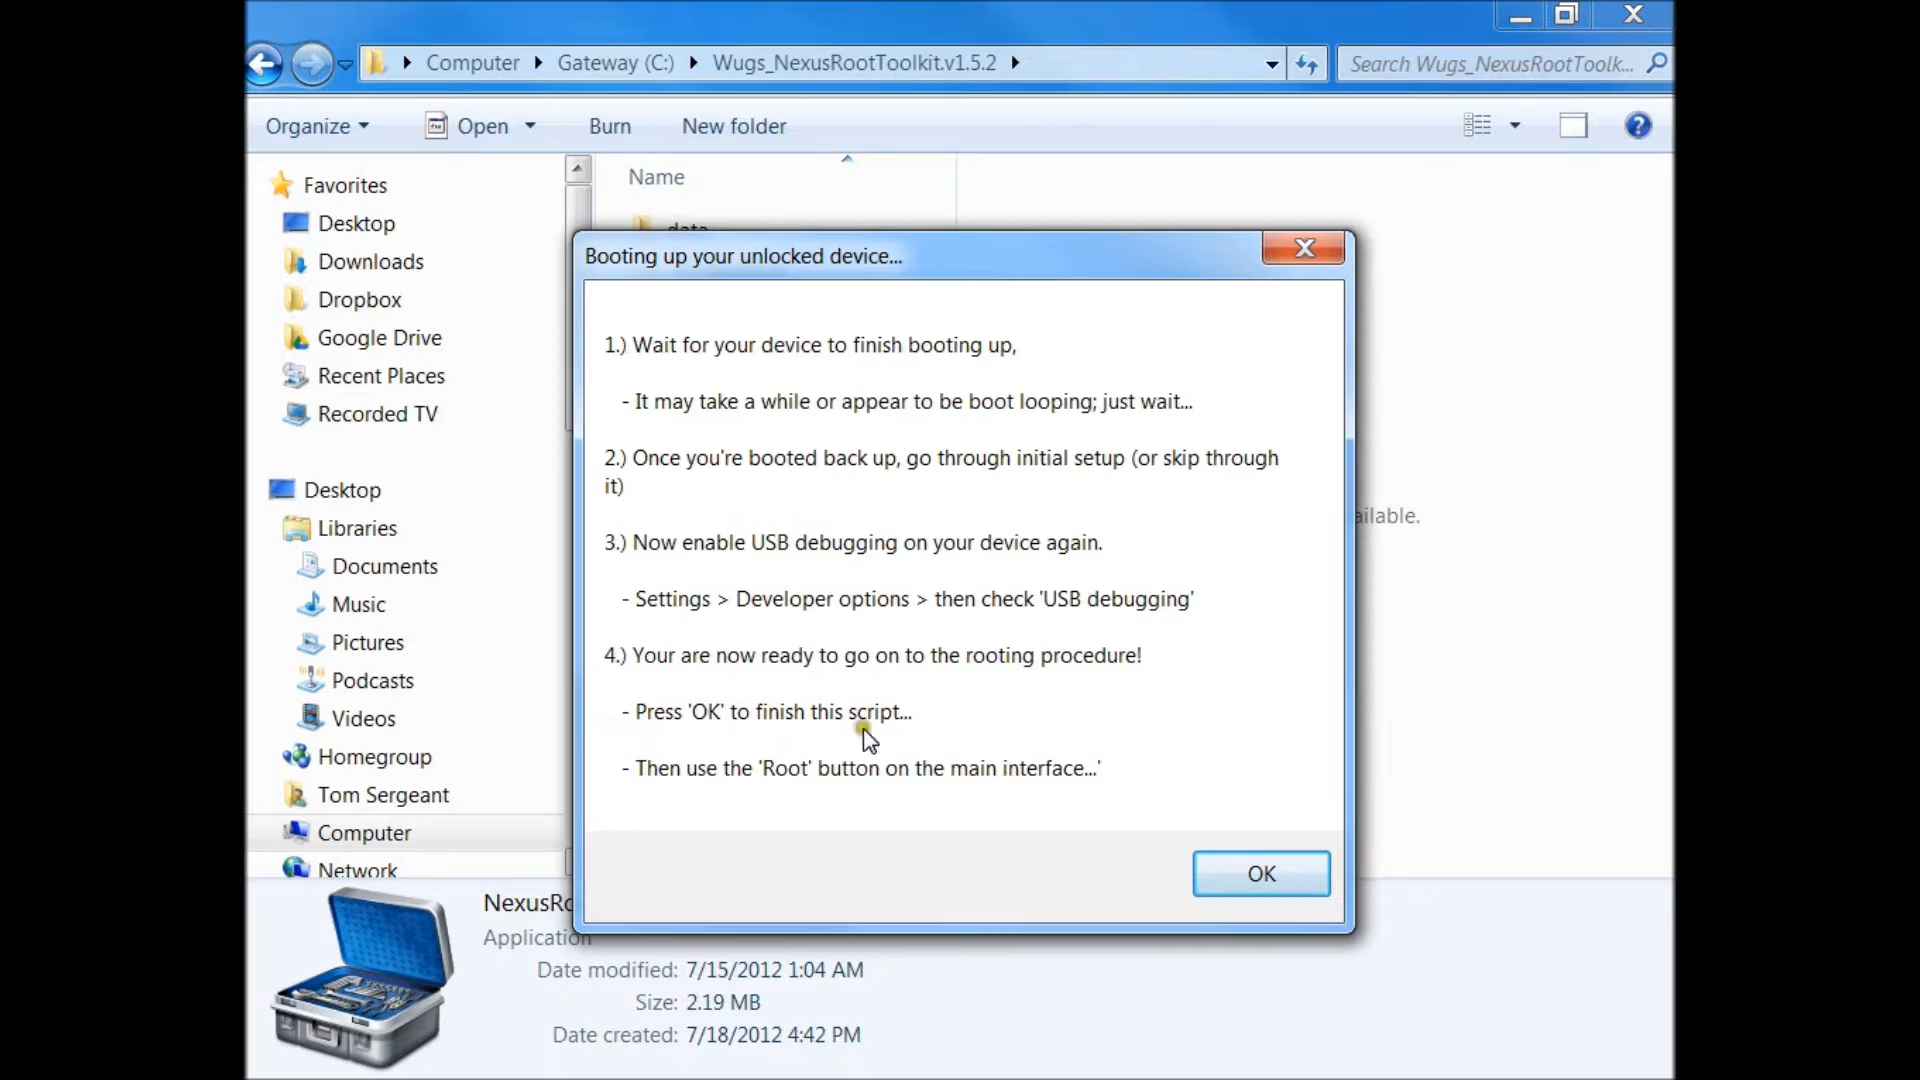 Computer
Gateway (C:)
Wugs_NexusRootToolkit.v1.5.2
Search Wugs_NexusRootToolk...
Organize
Open
Burn
New folder
Name
data
Favorites
Desktop
Downloads
Dropbox
Google Drive
Recent Places
Recorded TV
Desktop
Libraries
Documents
Music
Pictures
Podcasts
Videos
Homegroup
Tom Sergeant
Computer
Network
Booting up your unlocked device...
1.) Wait for your device to finish booting up,
- It may take a while or appear to be boot looping; just wait...
2.) Once you're booted back up, go through initial setup (or skip through
it)
3.) Now enable USB debugging on your device again.
- Settings > Developer options > then check 'USB debugging'
4.) Your are now ready to go on to the rooting procedure!
- Press 'OK' to finish this script...
- Then use the 'Root' button on the main interface...'
OK
ailable.
NexusRo
Application
Date modified: 7/15/2012 1:04 AM
Size: 2.19 MB
Date created: 7/18/2012 4:42 PM